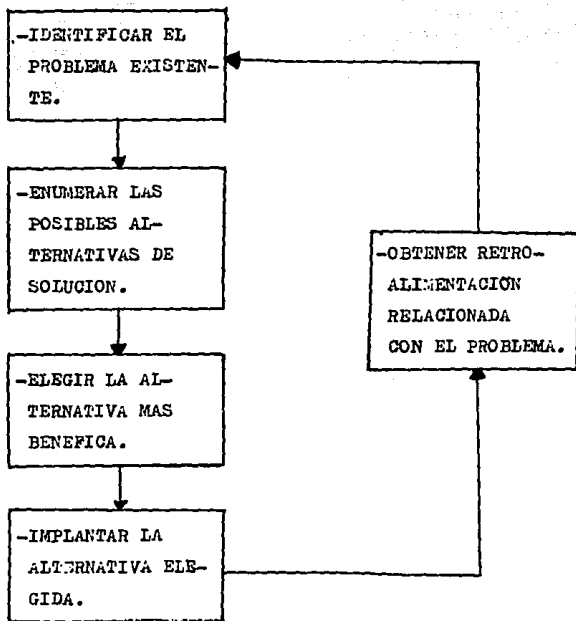 -IDENTIFICAR EL
PROBLEMA EXISTEN-
TE.
-ENUMERAR LAS
POSIBLES AL-
TERNATIVAS DE
SOLUCION.
-ELEGIR LA AL-
TERNATIVA MAS
BENEFICA.
-IMPLANTAR LA
ALTERNATIVA ELE-
GIDA.
-OBTENER RETRO-
ALIMENTACIÓN
RELACIONADA
CON EL PROBLEMA.